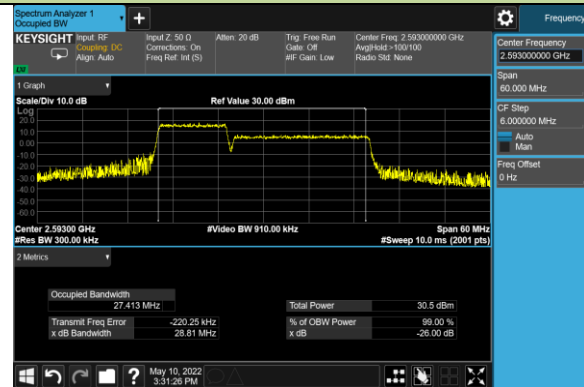 Spectrum Analyzer 1
Occupied BW
Frequency
KEYSIGHT
Input: RF
Coupling: DC
Align: Auto
Input Z: 50 Ω
Corrections: On
Freq Ref: Int (S)
Atten: 20 dB
Trig: Free Run
Gate: Off
#IF Gain: Low
Center Freq: 2.593000000 GHz
Avg|Hold:>100/100
Radio Std: None
Center Frequency
2.593000000 GHz
Span
60.000 MHz
CF Step
6.000000 MHz
Auto
Man
Freq Offset
0 Hz
1 Graph
Scale/Div 10.0 dB
Ref Value 30.00 dBm
Log
20.0
10.0
0.00
-10.0
-20.0
-30.0
-40.0
-50.0
-60.0
Center 2.59300 GHz
#Video BW 910.00 kHz
Span 60 MHz
#Res BW 300.00 kHz
#Sweep 10.0 ms (2001 pts)
2 Metrics
Occupied Bandwidth
27.413 MHz
Total Power 30.5 dBm
Transmit Freq Error -220.25 kHz
% of OBW Power 99.00 %
x dB Bandwidth 28.81 MHz
x dB -26.00 dB
?
May 10, 2022
3:31:26 PM